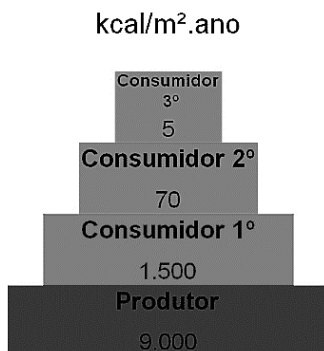 kcal/m².ano
Consumidor
3º
5
Consumidor 2º
70
Consumidor 1º
1.500
Produtor
9.000